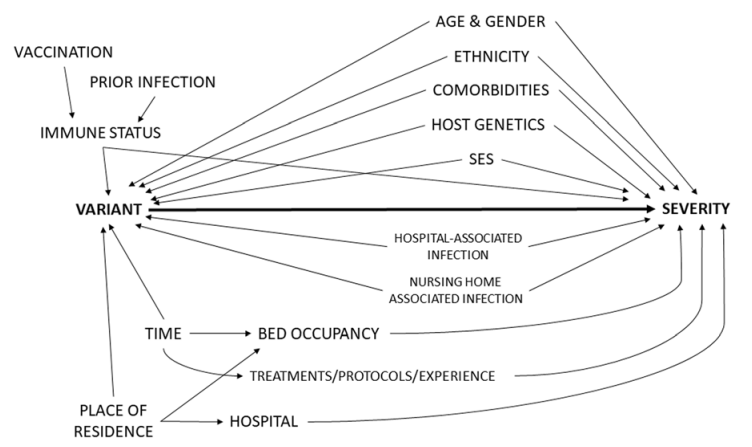 AGE & GENDER
VACCINATION
ETHNICITY
PRIOR INFECTION
COMORBIDITIES
IMMUNE STATUS
HOST GENETICS
SES
VARIANT
SEVERITY
HOSPITAL-ASSOCIATED
INFECTION
NURSING HOME
ASSOCIATED INFECTION
TIME
BED OCCUPANCY
TREATMENTS/PROTOCOLS/EXPERIENCE
PLACE OF
RESIDENCE
HOSPITAL